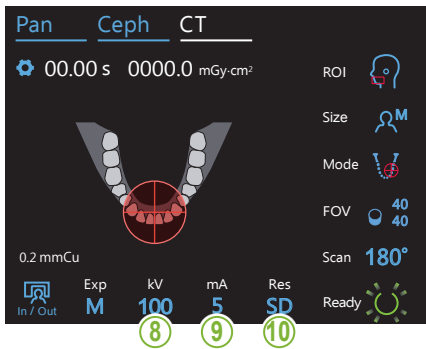 Pan Ceph CT
00.00 s 0000.0 mGy·cm²
ROI
Size M
Mode
FOV 40
40
0.2 mmCu
Scan 180°
Exp kV mA Res
In / Out M 100 5 SD
Ready
8 9 10